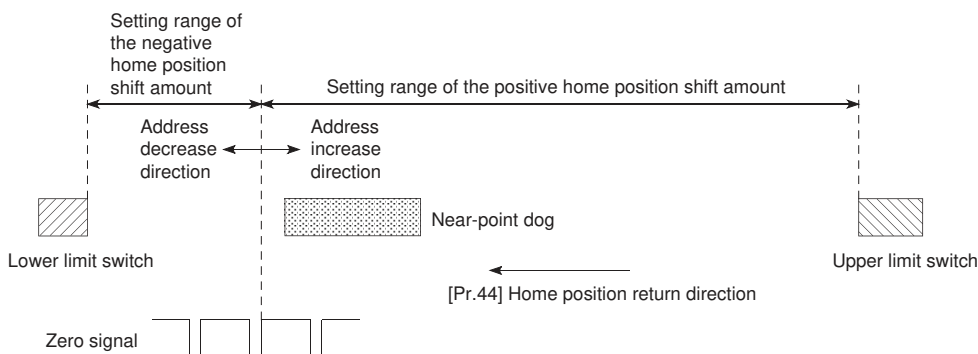 Setting range of
the negative
home position
shift amount
Setting range of the positive home position shift amount
Address
decrease
direction
Address
increase
direction
Near-point dog
Lower limit switch
Upper limit switch
[Pr.44] Home position return direction
Zero signal